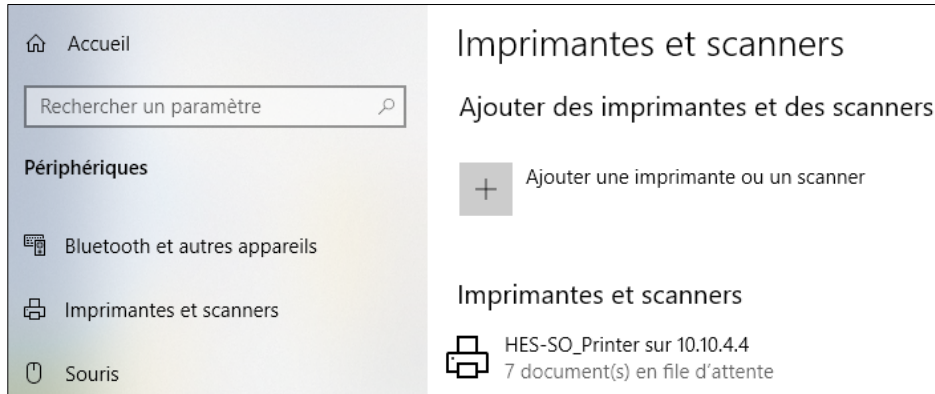 Accueil
Rechercher un paramètre
Périphériques
Bluetooth et autres appareils
Imprimantes et scanners
Souris
Imprimantes et scanners
Ajouter des imprimantes et des scanners
Ajouter une imprimante ou un scanner
Imprimantes et scanners
HES-SO_Printer sur 10.10.4.4
7 document(s) en file d'attente